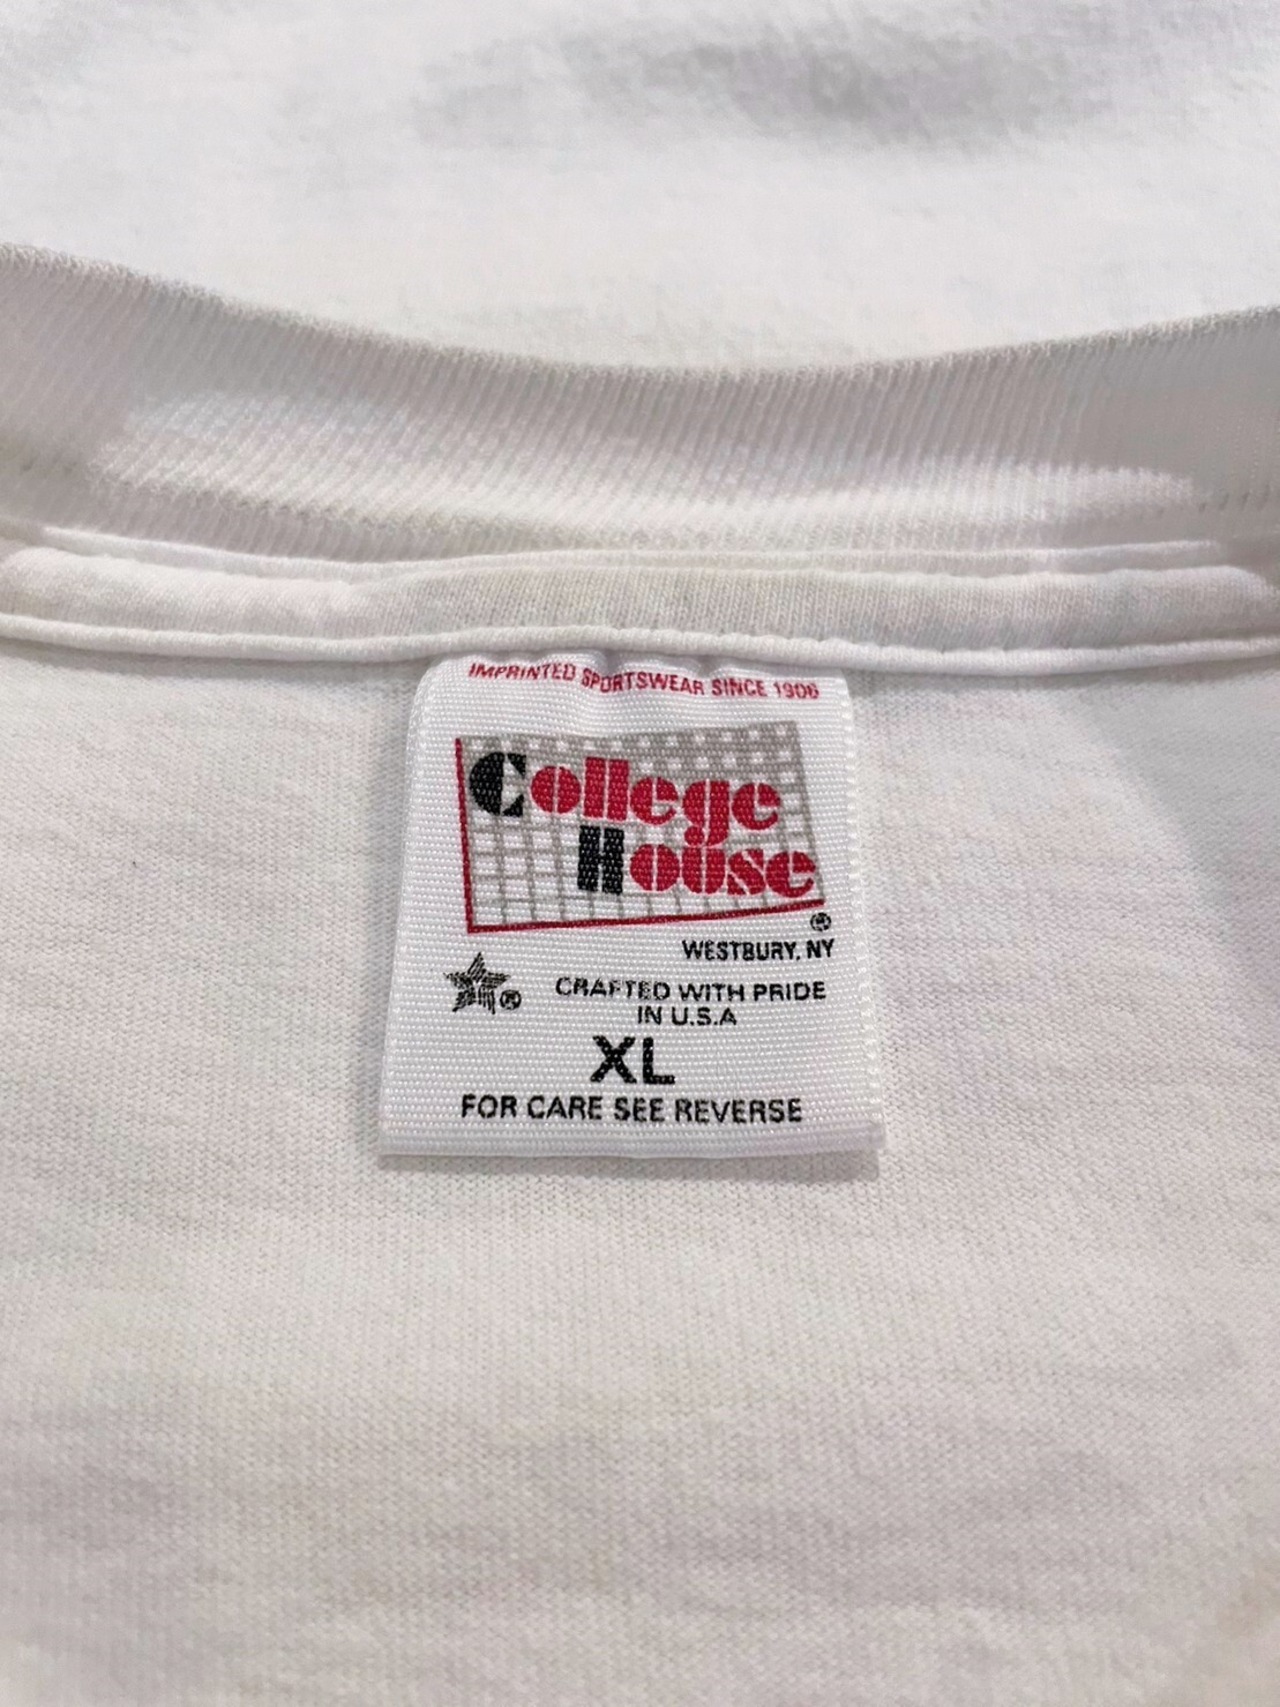 IMPRINTED SPORTSWEAR SINCE 1906
College
House
®
WESTBURY, NY
®
CRAFTED WITH PRIDE
IN U.S.A
XL
FOR CARE SEE REVERSE